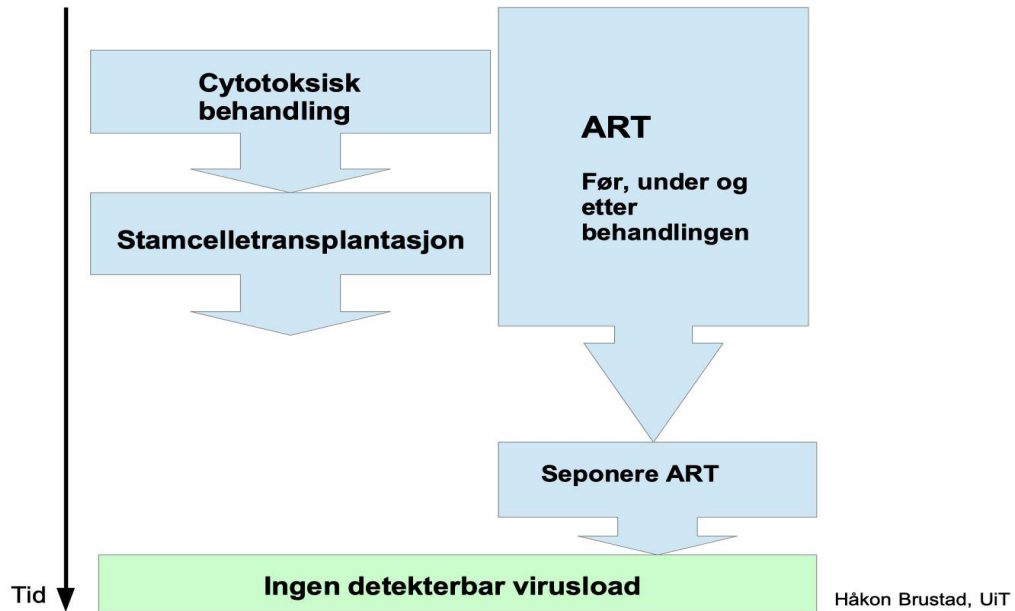 Cytotoksisk
behandling
Stamcelletransplantasjon
ART
Før, under og
etter
behandlingen
Seponere ART
Ingen detekterbar virusload
Tid
Håkon Brustad, UiT